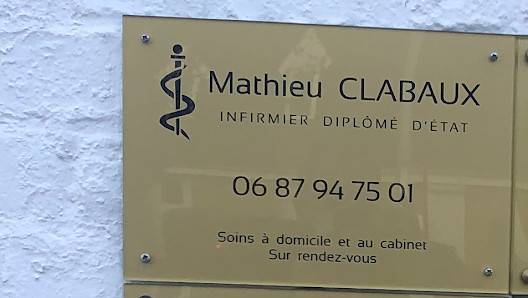 Mathieu CLABAUX
INFIRMIER DIPLÔMÉ D'ÉTAT
06 87 94 75 01
Soins à domicile et au cabinet
Sur rendez-vous